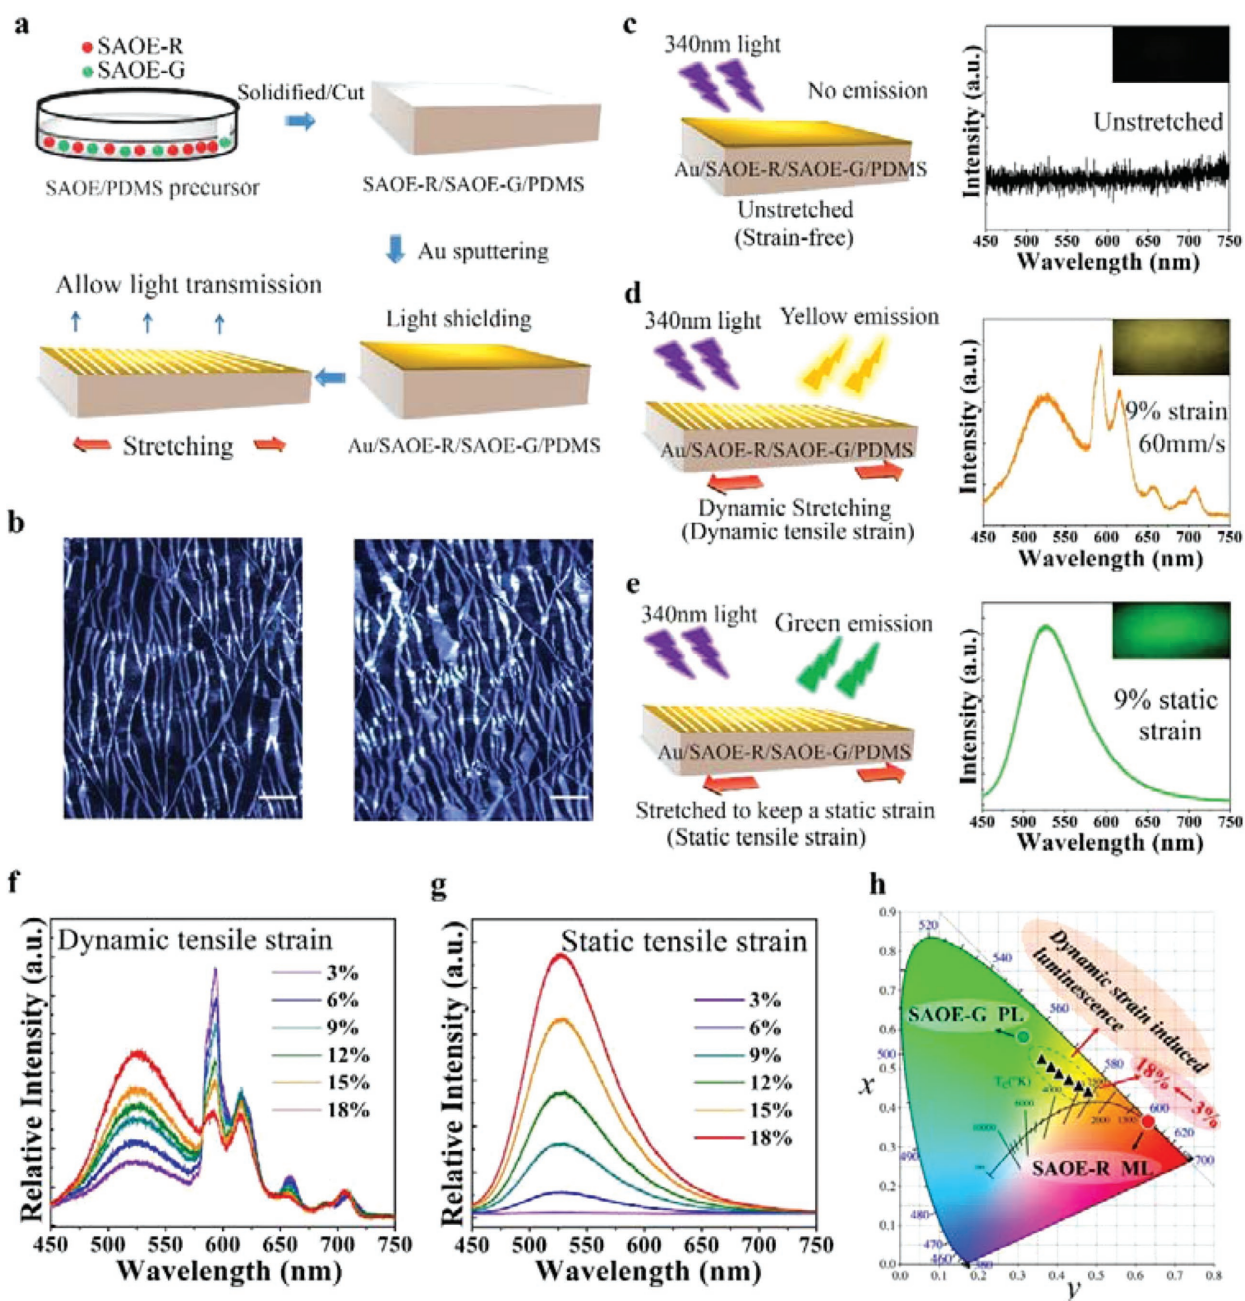 a
SAOE-R
SAOE-G
Solidified/Cut
SAOE/PDMS precursor
SAOE-R/SAOE-G/PDMS
Au sputtering
Allow light transmission
Light shielding
Stretching
Au/SAOE-R/SAOE-G/PDMS
b
c
340nm light
No emission
Au/SAOE-R/SAOE-G/PDMS
Unstretched
(Strain-free)
Intensity (a.u.)
Unstretched
450 500 550 600 650 700 750
Wavelength (nm)
d
340nm light
Yellow emission
Au/SAOE-R/SAOE-G/PDMS
Dynamic Stretching
(Dynamic tensile strain)
Intensity (a.u.)
9% strain
60mm/s
450 500 550 600 650 700 750
Wavelength (nm)
e
340nm light
Green emission
Au/SAOE-R/SAOE-G/PDMS
Stretched to keep a static strain
(Static tensile strain)
Intensity (a.u.)
9% static
strain
450 500 550 600 650 700 750
Wavelength (nm)
f
Relative Intensity (a.u.)
Dynamic tensile strain
3%
6%
9%
12%
15%
18%
450 500 550 600 650 700 750
Wavelength (nm)
g
Relative Intensity (a.u.)
Static tensile strain
3%
6%
9%
12%
15%
18%
450 500 550 600 650 700 750
Wavelength (nm)
h
0.9
0.8
0.7
0.6
0.5
0.4
0.3
0.2
0.1
0.0
x
520
540
560
580
600
620
700
500
490
480
470
460
380
Dynamic strain induced
luminescence
SAOE-G PL
18%
3%
Tc(°K)
4000
6000
10000
2000
1500
SAOE-R ML
0.0 0.1 0.2 0.3 0.4 0.5 0.6 0.7 0.8
y